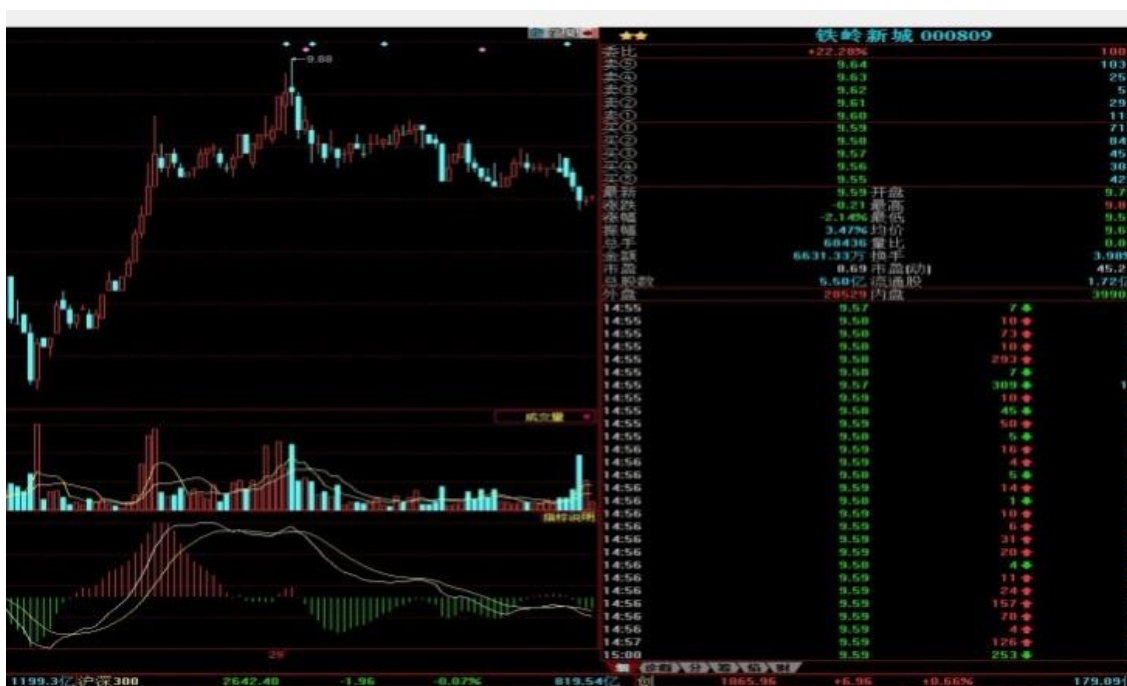 铁岭新城 000809
9.88
委比 +22.28%
卖⑤ 9.64 103
卖④ 9.63 25
卖③ 9.62 5
卖② 9.61 29
卖① 9.60 11
买① 9.59 71
买② 9.58 84
买③ 9.57 45
买④ 9.56 30
买⑤ 9.55 42
最新 9.59 开盘 9.7
涨跌 -0.21 最高 9.8
涨幅 -2.14% 最低 9.5
振幅 3.47% 均价 9.6
总手 68436 量比 0.8
金额 6631.33万 换手 3.98%
市盈 8.69 市盈(动) 45.2
总股数 5.50亿 流通股 1.72亿
外盘 28529 内盘 3990
14:55 9.57 7
14:55 9.58 10
14:55 9.58 73
14:55 9.58 10
14:55 9.58 293
14:55 9.58 7
14:55 9.57 309
14:55 9.59 10
成交量
14:55 9.58 45
14:55 9.59 50
14:55 9.58 5
14:56 9.59 16
14:56 9.59 4
14:56 9.58 5
14:56 9.59 14
14:56 9.58 1
14:56 9.59 10
指标说明
14:56 9.59 6
14:56 9.59 31
14:56 9.59 20
14:56 9.58 4
14:56 9.59 11
14:56 9.59 24
14:56 9.59 157
14:56 9.59 70
14:56 9.59 4
14:57 9.59 126
15:00 9.59 253
29
1199.3亿 沪深300 2642.40 -1.96 -0.07% 819.54亿 创 1065.96 +6.96 +0.66% 179.09